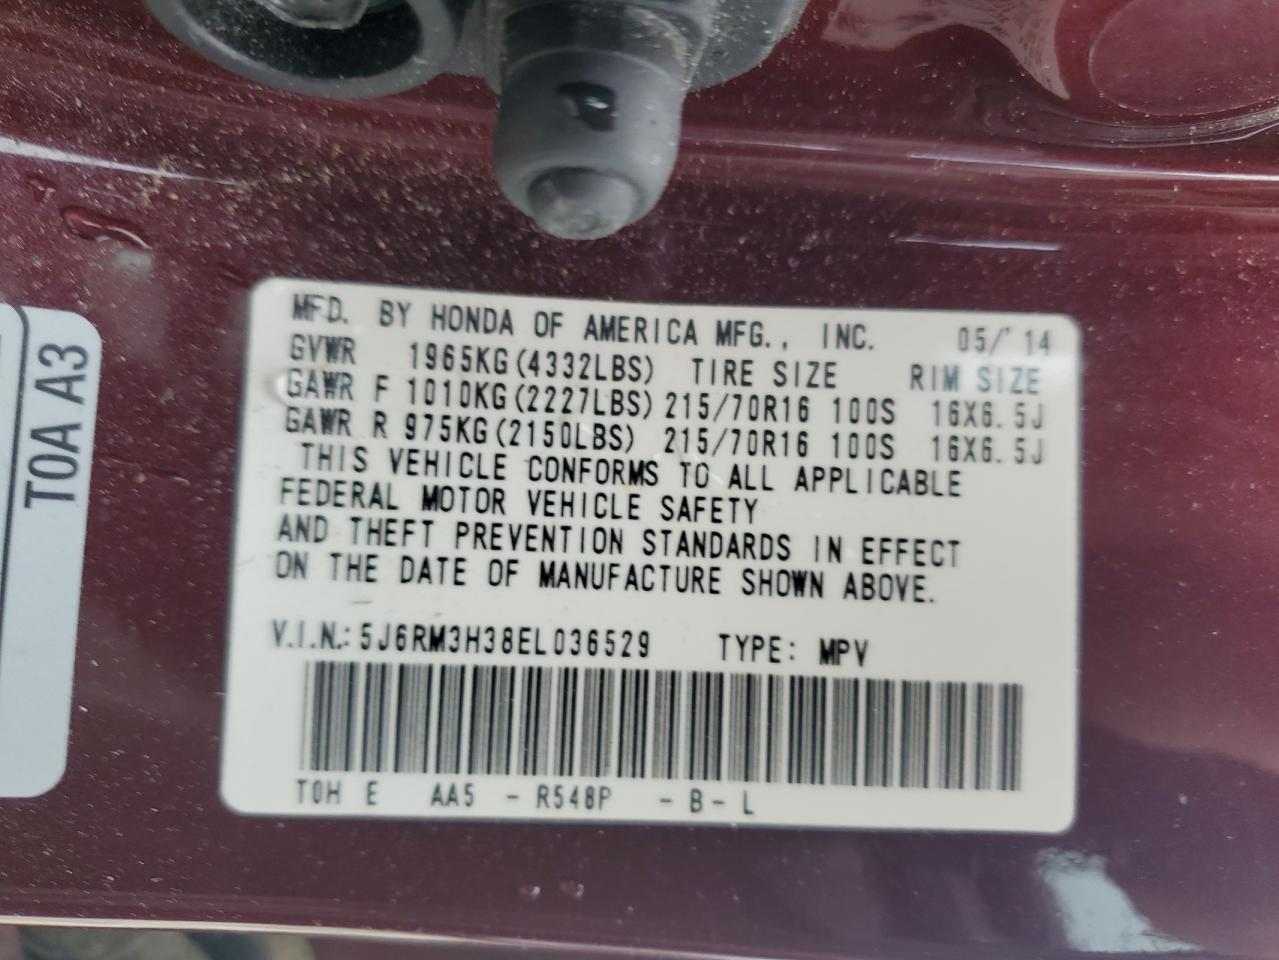 MFD. BY HONDA OF AMERICA MFG., INC. 05/'14
GVWR 1965KG(4332LBS) TIRE SIZE RIM SIZE
GAWR F 1010KG(2227LBS) 215/70R16 100S 16X6.5J
GAWR R 975KG(2150LBS) 215/70R16 100S 16X6.5J
THIS VEHICLE CONFORMS TO ALL APPLICABLE
FEDERAL MOTOR VEHICLE SAFETY
AND THEFT PREVENTION STANDARDS IN EFFECT
ON THE DATE OF MANUFACTURE SHOWN ABOVE.
V.I.N.: 5J6RM3H38EL036529 TYPE: MPV
T0H E AA5 - R548P - B - L
T0A A3